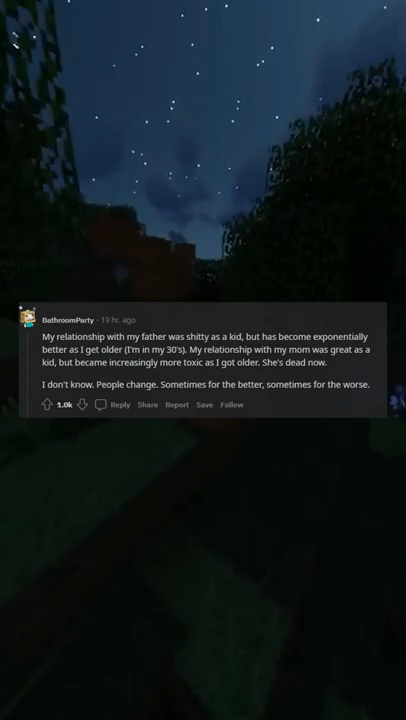 BathroomParty · 19 hr. ago
My relationship with my father was shitty as a kid, but has become exponentially
better as I get older (I'm in my 30's). My relationship with my mom was great as a
kid, but became increasingly more toxic as I got older. She's dead now.
I don't know. People change. Sometimes for the better, sometimes for the worse.
1.0k Reply Share Report Save Follow